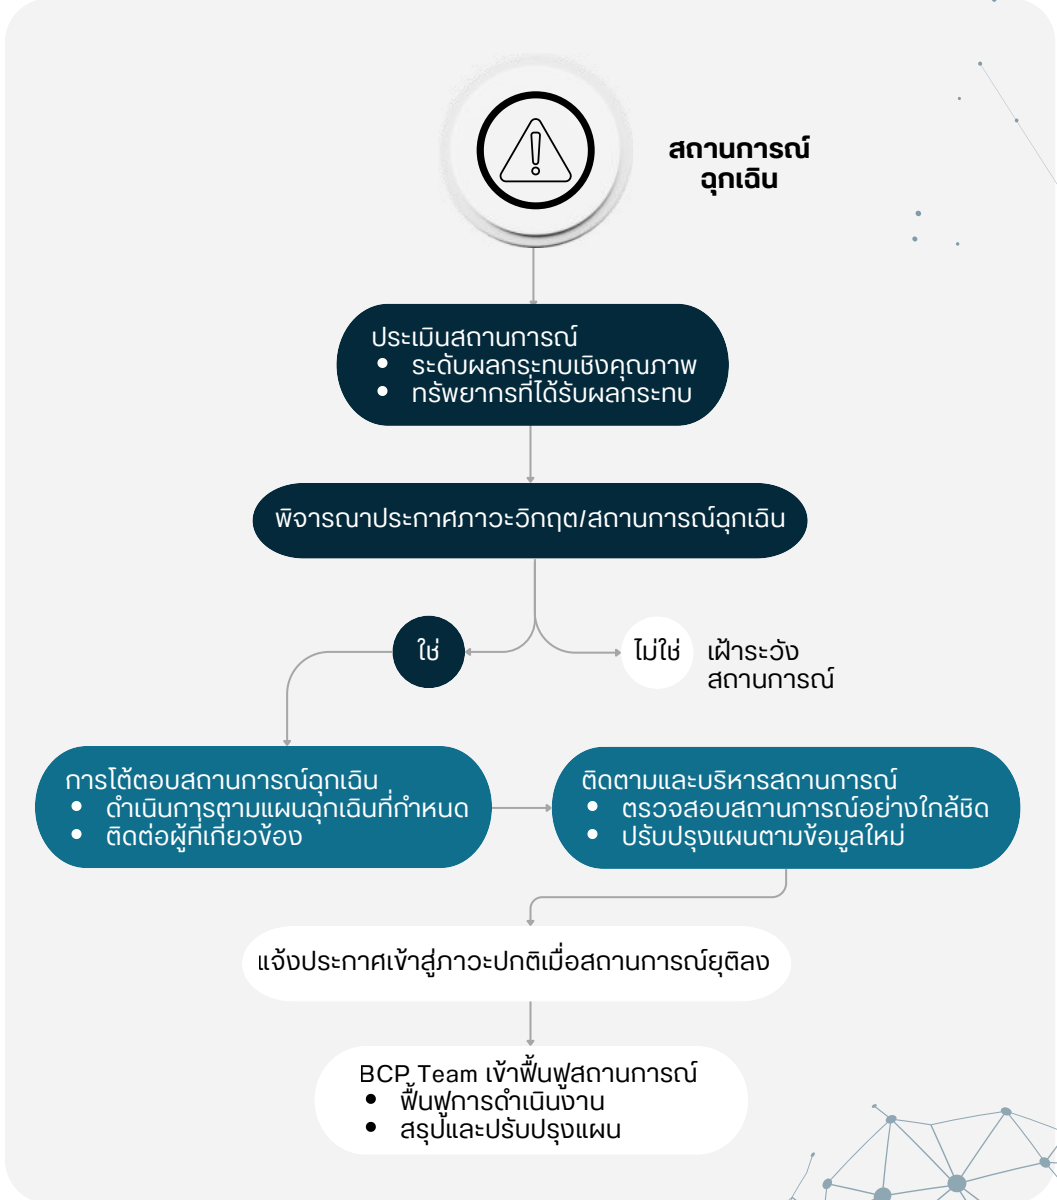 สถานการณ์
ฉุกเฉิน
ประเมินสถานการณ์
• ระดับผลกระทบเชิงคุณภาพ
• ทรัพยากรที่ได้รับผลกระทบ
พิจารณาประกาศภาวะวิกฤต/สถานการณ์ฉุกเฉิน
ใช่
ไม่ใช่
เฝ้าระวัง
สถานการณ์
การโต้ตอบสถานการณ์ฉุกเฉิน
• ดำเนินการตามแผนฉุกเฉินที่กำหนด
• ติดต่อผู้ที่เกี่ยวข้อง
ติดตามและบริหารสถานการณ์
• ตรวจสอบสถานการณ์อย่างใกล้ชิด
• ปรับปรุงแผนตามข้อมูลใหม่
แจ้งประกาศเข้าสู่ภาวะปกติเมื่อสถานการณ์ยุติลง
BCP Team เข้าฟื้นฟูสถานการณ์
• ฟื้นฟูการดำเนินงาน
• สรุปและปรับปรุงแผน